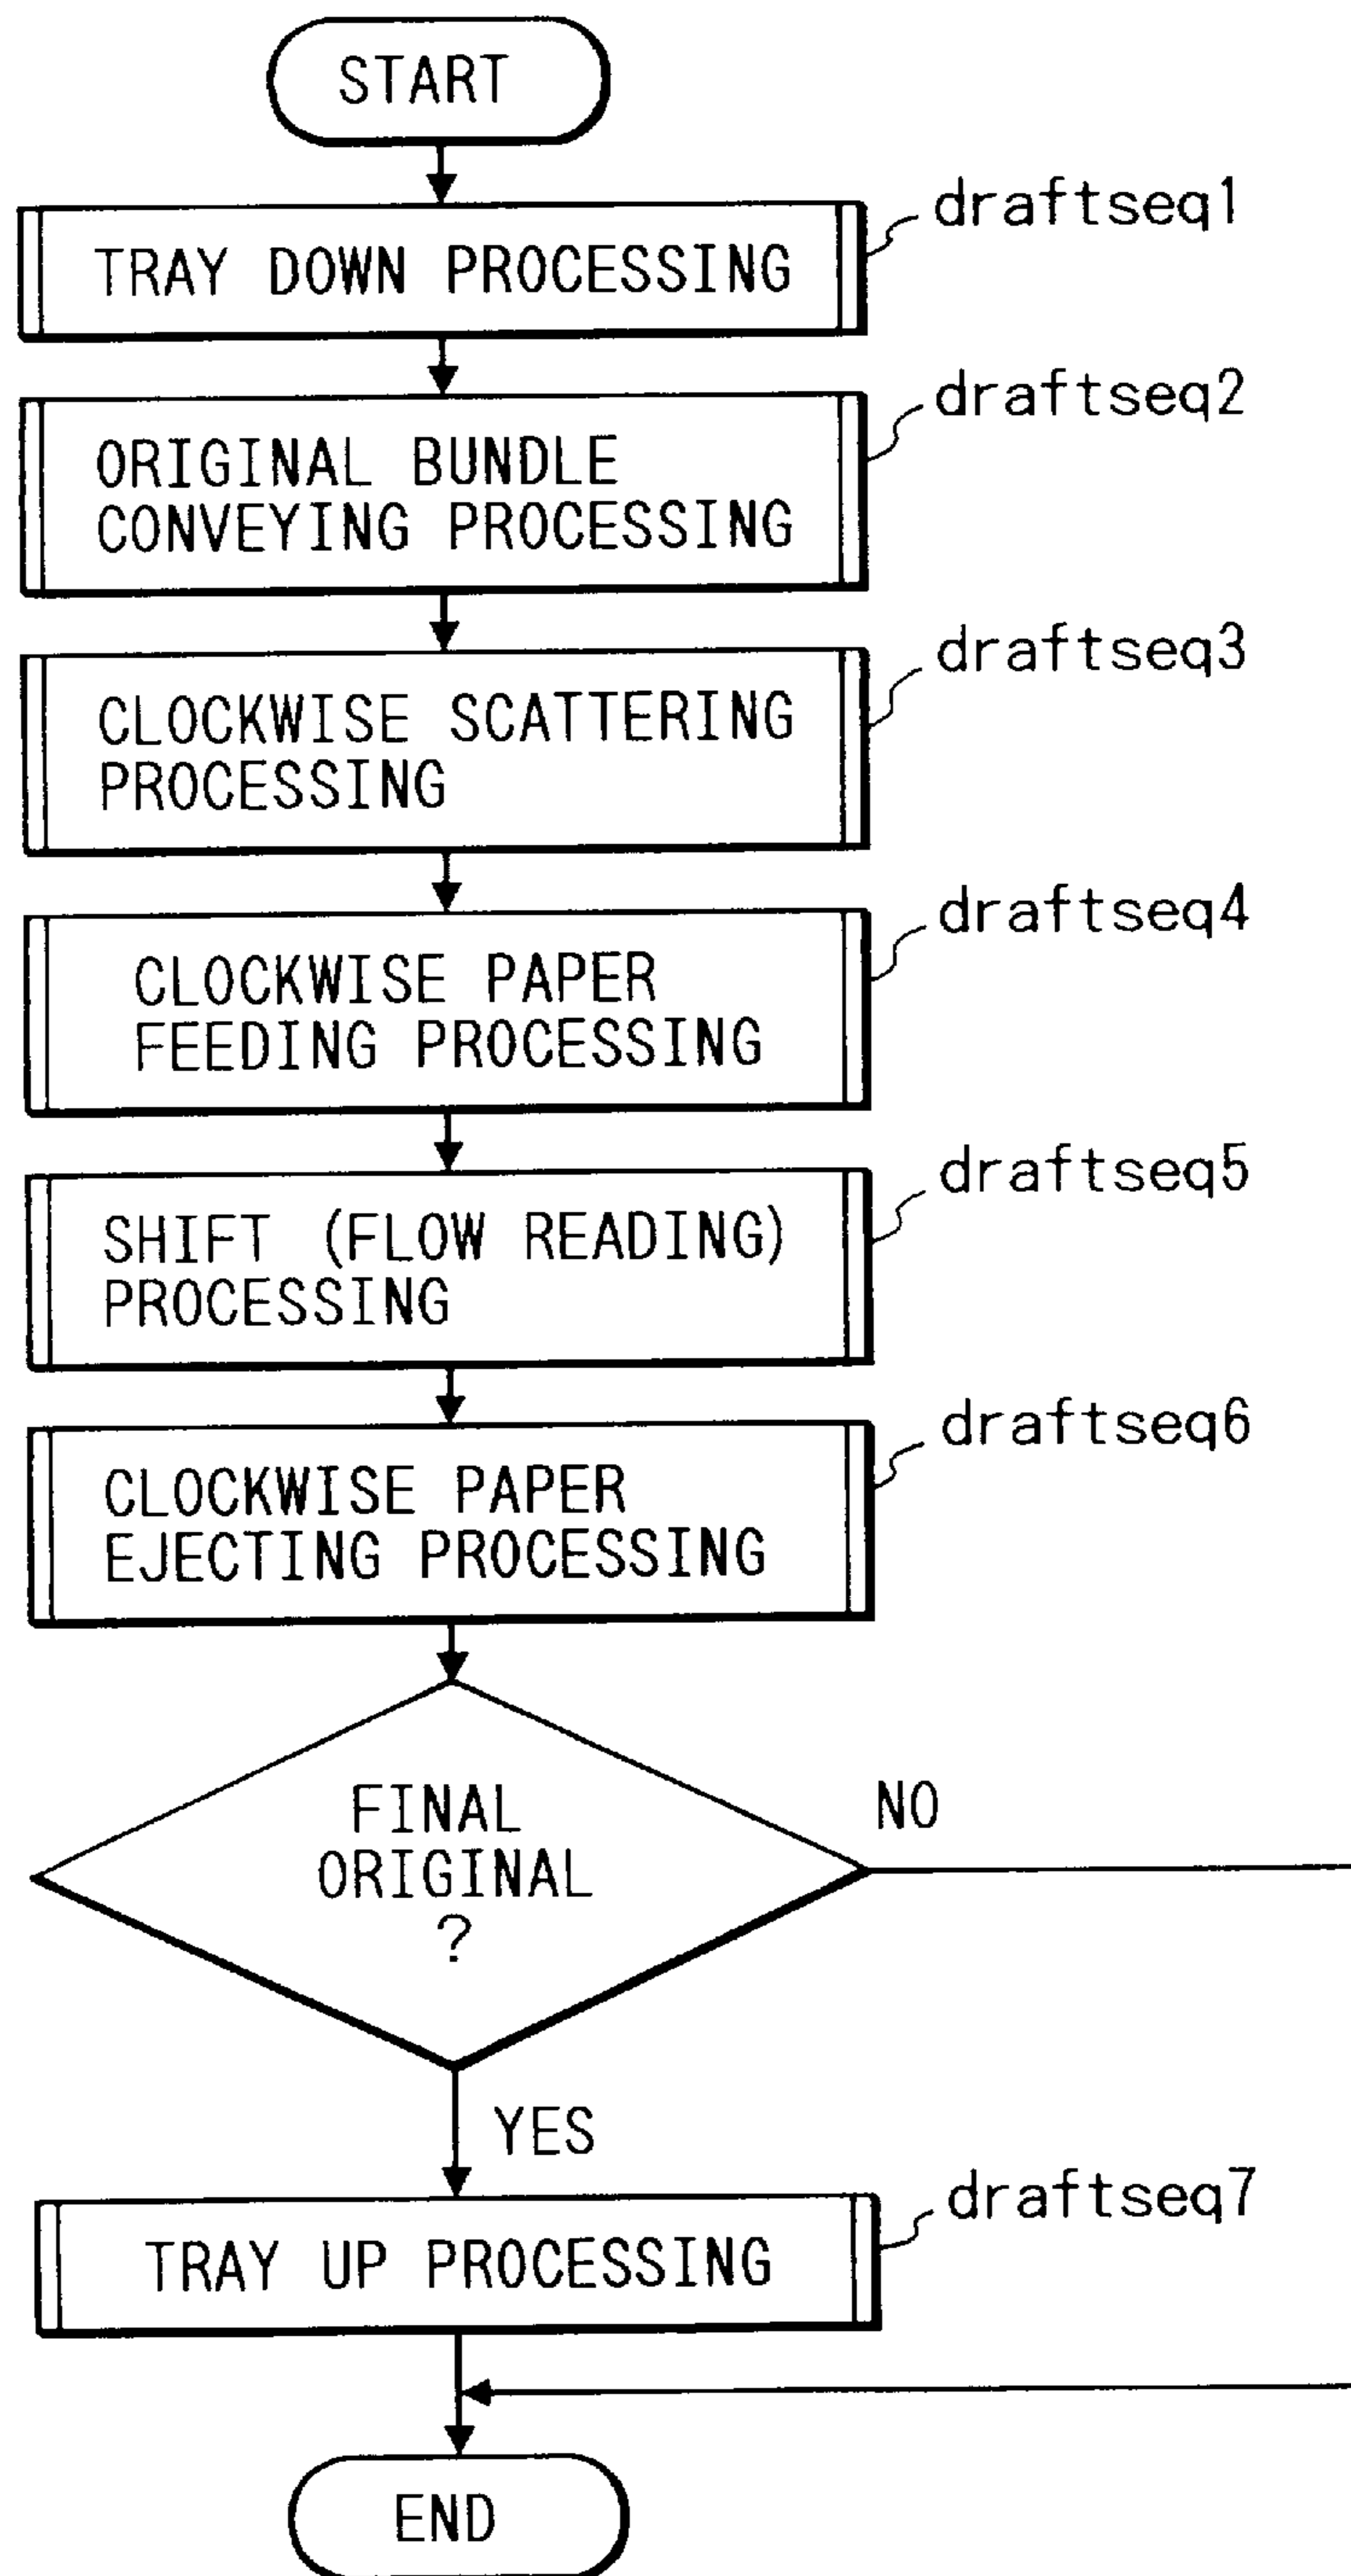 START
draftseq1
TRAY DOWN PROCESSING
draftseq2
ORIGINAL BUNDLE
CONVEYING PROCESSING
draftseq3
CLOCKWISE SCATTERING
PROCESSING
draftseq4
CLOCKWISE PAPER
FEEDING PROCESSING
draftseq5
SHIFT (FLOW READING)
PROCESSING
draftseq6
CLOCKWISE PAPER
EJECTING PROCESSING
FINAL
ORIGINAL
?
NO
YES
draftseq7
TRAY UP PROCESSING
END